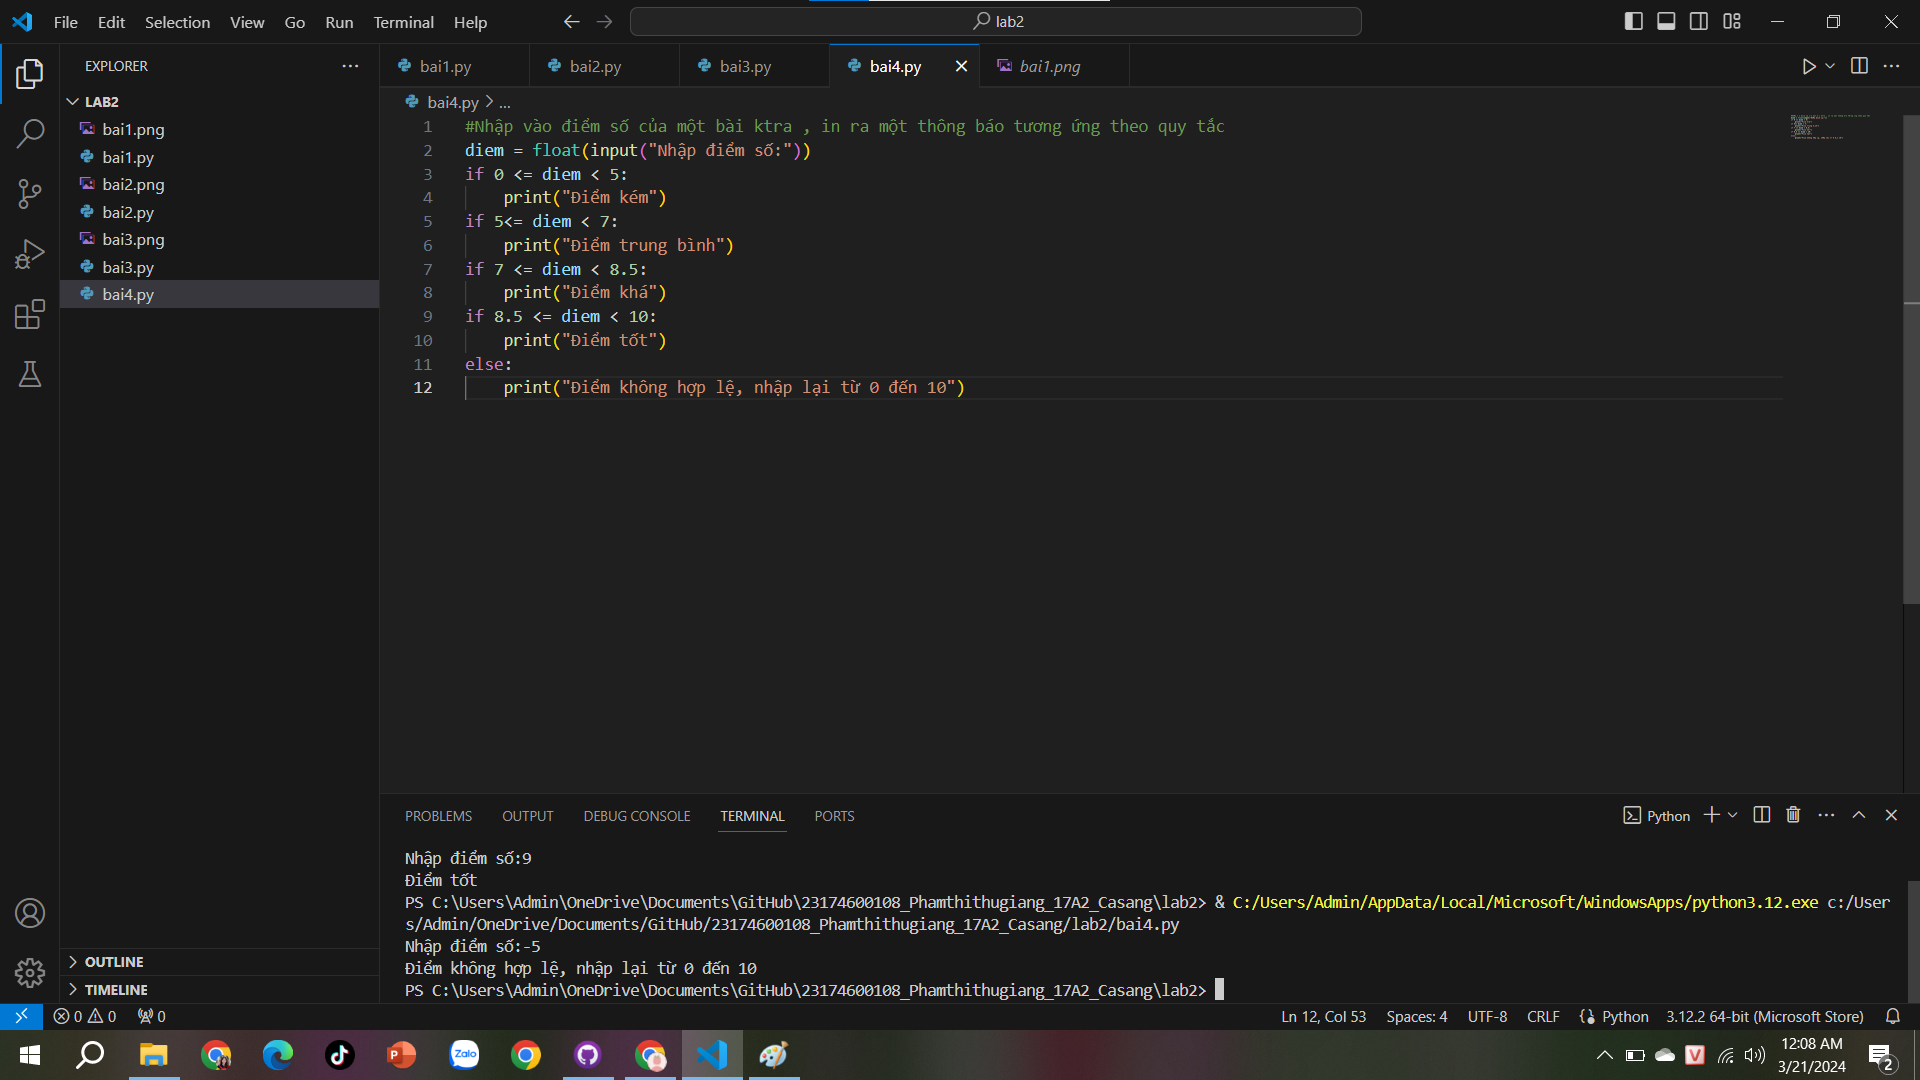 File Edit Selection View Go Run Terminal Help
lab2
EXPLORER
LAB2
bai1.png
bai1.py
bai2.png
bai2.py
bai3.png
bai3.py
bai4.py
OUTLINE
TIMELINE
bai1.py bai2.py bai3.py bai4.py bai1.png
bai4.py > ...
1 #Nhập vào điểm số của một bài ktra , in ra một thông báo tương ứng theo quy tắc
2 diem = float(input("Nhập điểm số:"))
3 if 0 <= diem < 5:
4 print("Điểm kém")
5 if 5<= diem < 7:
6 print("Điểm trung bình")
7 if 7 <= diem < 8.5:
8 print("Điểm khá")
9 if 8.5 <= diem < 10:
10 print("Điểm tốt")
11 else:
12 print("Điểm không hợp lệ, nhập lại từ 0 đến 10")
PROBLEMS OUTPUT DEBUG CONSOLE TERMINAL PORTS
Python
Nhập điểm số:9
Điểm tốt
PS C:\Users\Admin\OneDrive\Documents\GitHub\23174600108_Phamthithugiang_17A2_Casang\lab2> & C:/Users/Admin/AppData/Local/Microsoft/WindowsApps/python3.12.exe c:/User
s/Admin/OneDrive/Documents/GitHub/23174600108_Phamthithugiang_17A2_Casang/lab2/bai4.py
Nhập điểm số:-5
Điểm không hợp lệ, nhập lại từ 0 đến 10
PS C:\Users\Admin\OneDrive\Documents\GitHub\23174600108_Phamthithugiang_17A2_Casang\lab2>
0 0 0
Ln 12, Col 53 Spaces: 4 UTF-8 CRLF Python 3.12.2 64-bit (Microsoft Store)
Zalo
V
12:08 AM
3/21/2024
2